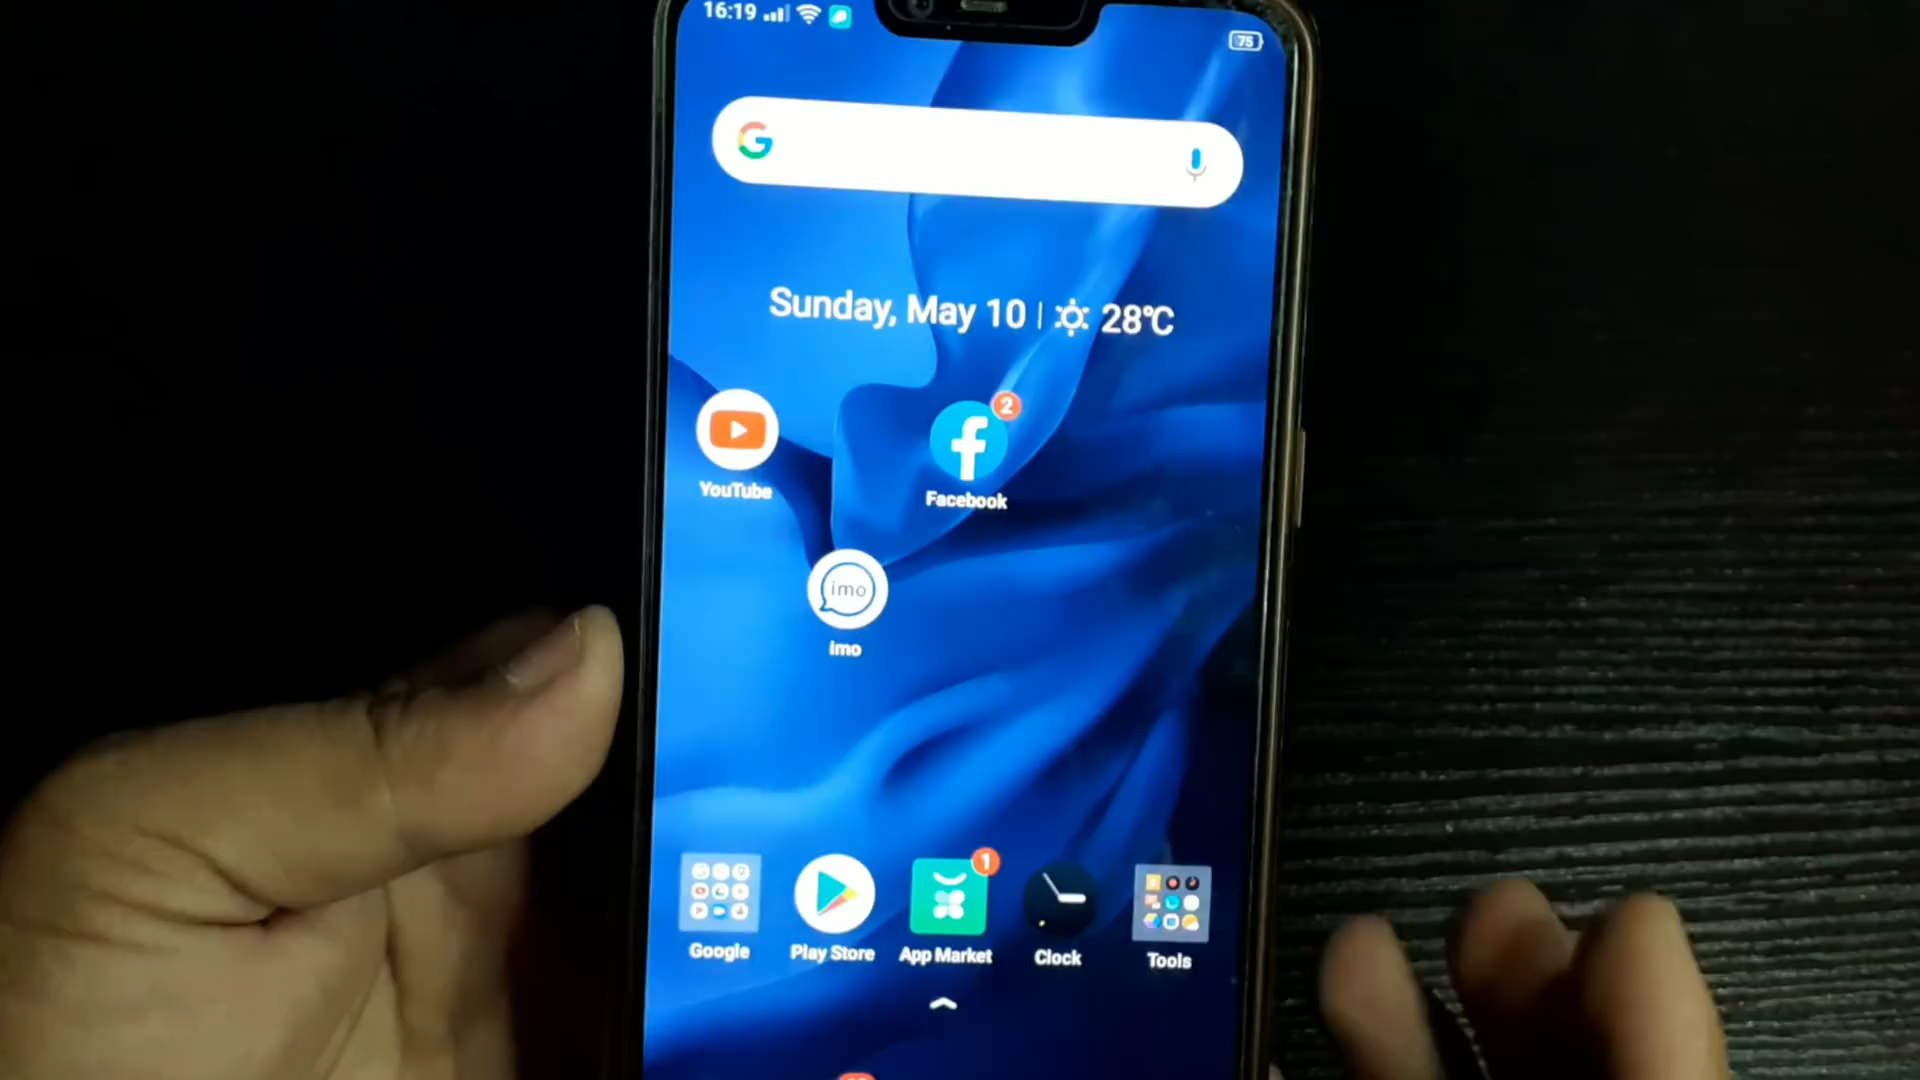 16:19
75
Sunday, May 10 | 28°C
2
YouTube
Facebook
imo
imo
1
Google
Play Store
App Market
Clock
Tools